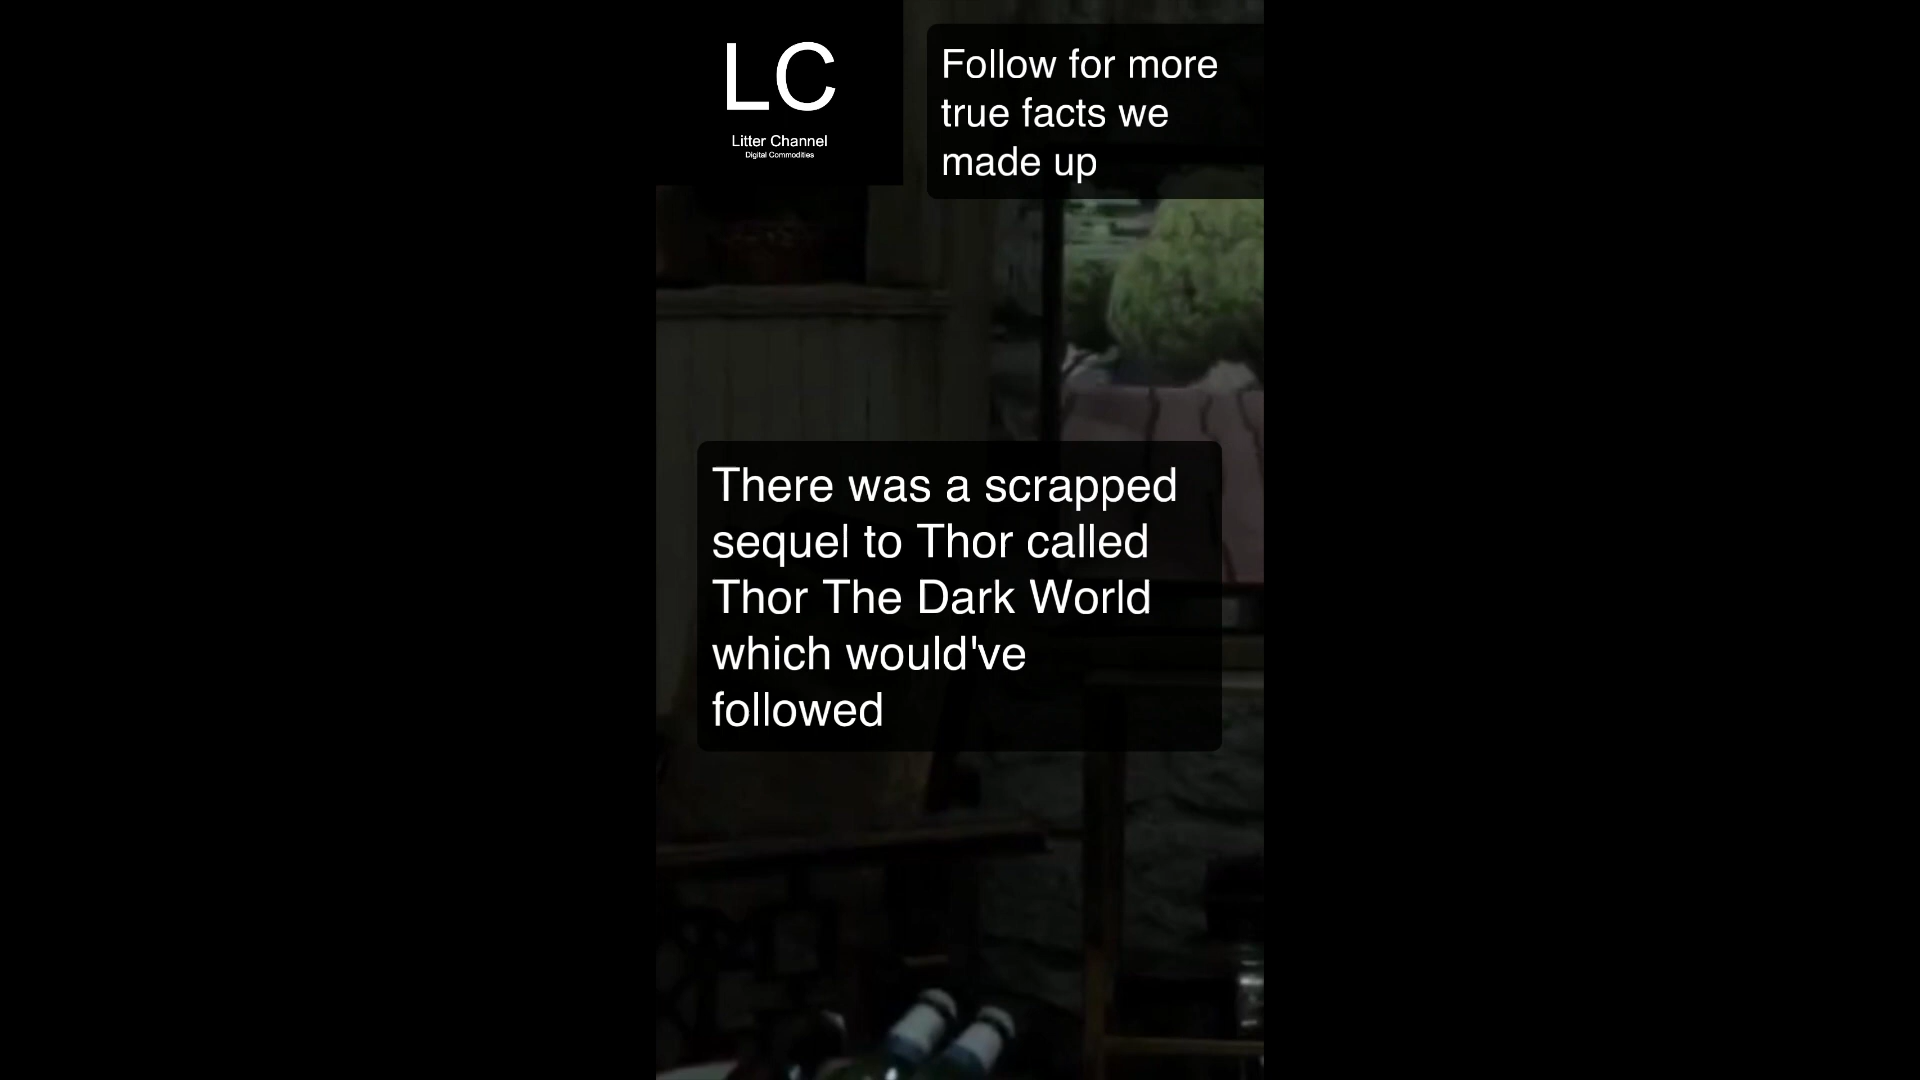 LC
Litter Channel
Digital Commodities
Follow for more
true facts we
made up
There was a scrapped
sequel to Thor called
Thor The Dark World
which would've
followed